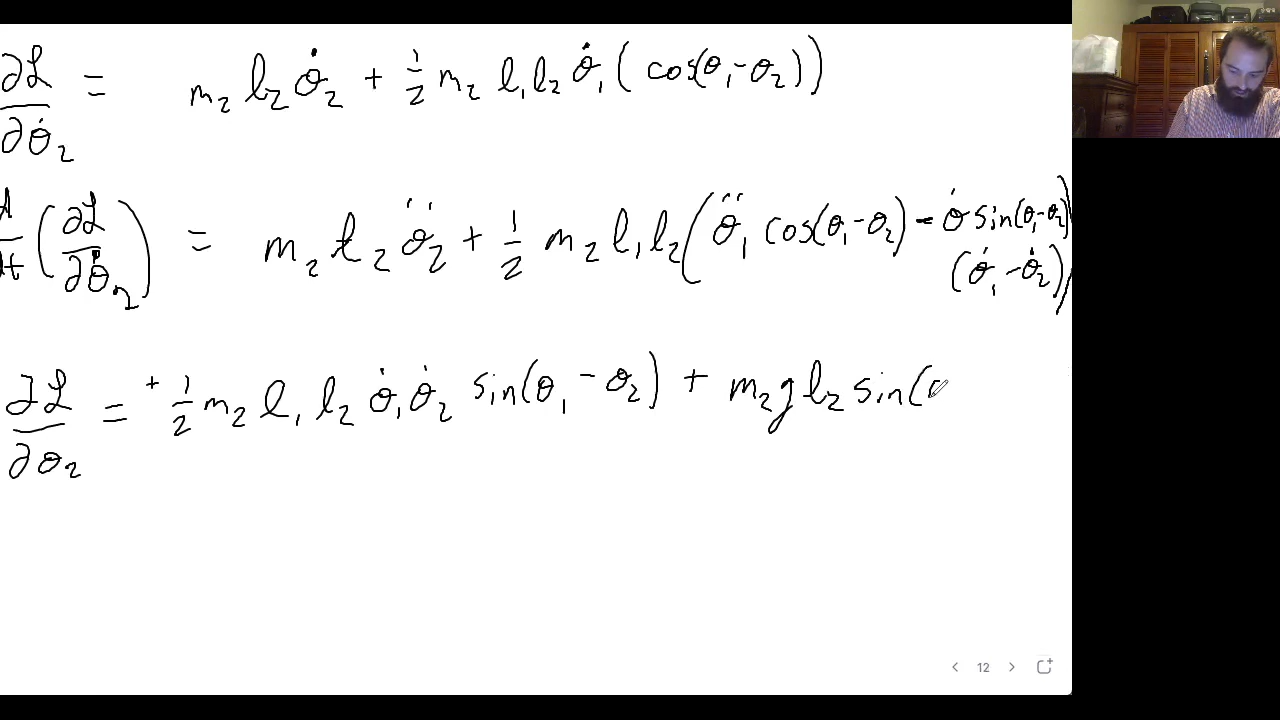 ∂ℒ/∂θ̇₂ = m₂ l₂ θ̇₂ + 1/2 m₂ l₁ l₂ θ̇₁ ( cos(θ₁ - θ₂) )
d/dt (∂ℒ/∂θ̇₂) = m₂ l₂ θ̈₂ + 1/2 m₂ l₁ l₂ ( θ̈₁ cos(θ₁ - θ₂) - θ̇ sin(θ₁ - θ₂)
(θ̇₁ - θ̇₂) )
∂ℒ/∂θ₂ = + 1/2 m₂ l₁ l₂ θ̇₁ θ̇₂ sin(θ₁ - θ₂) + m₂ g l₂ sin(θ
12